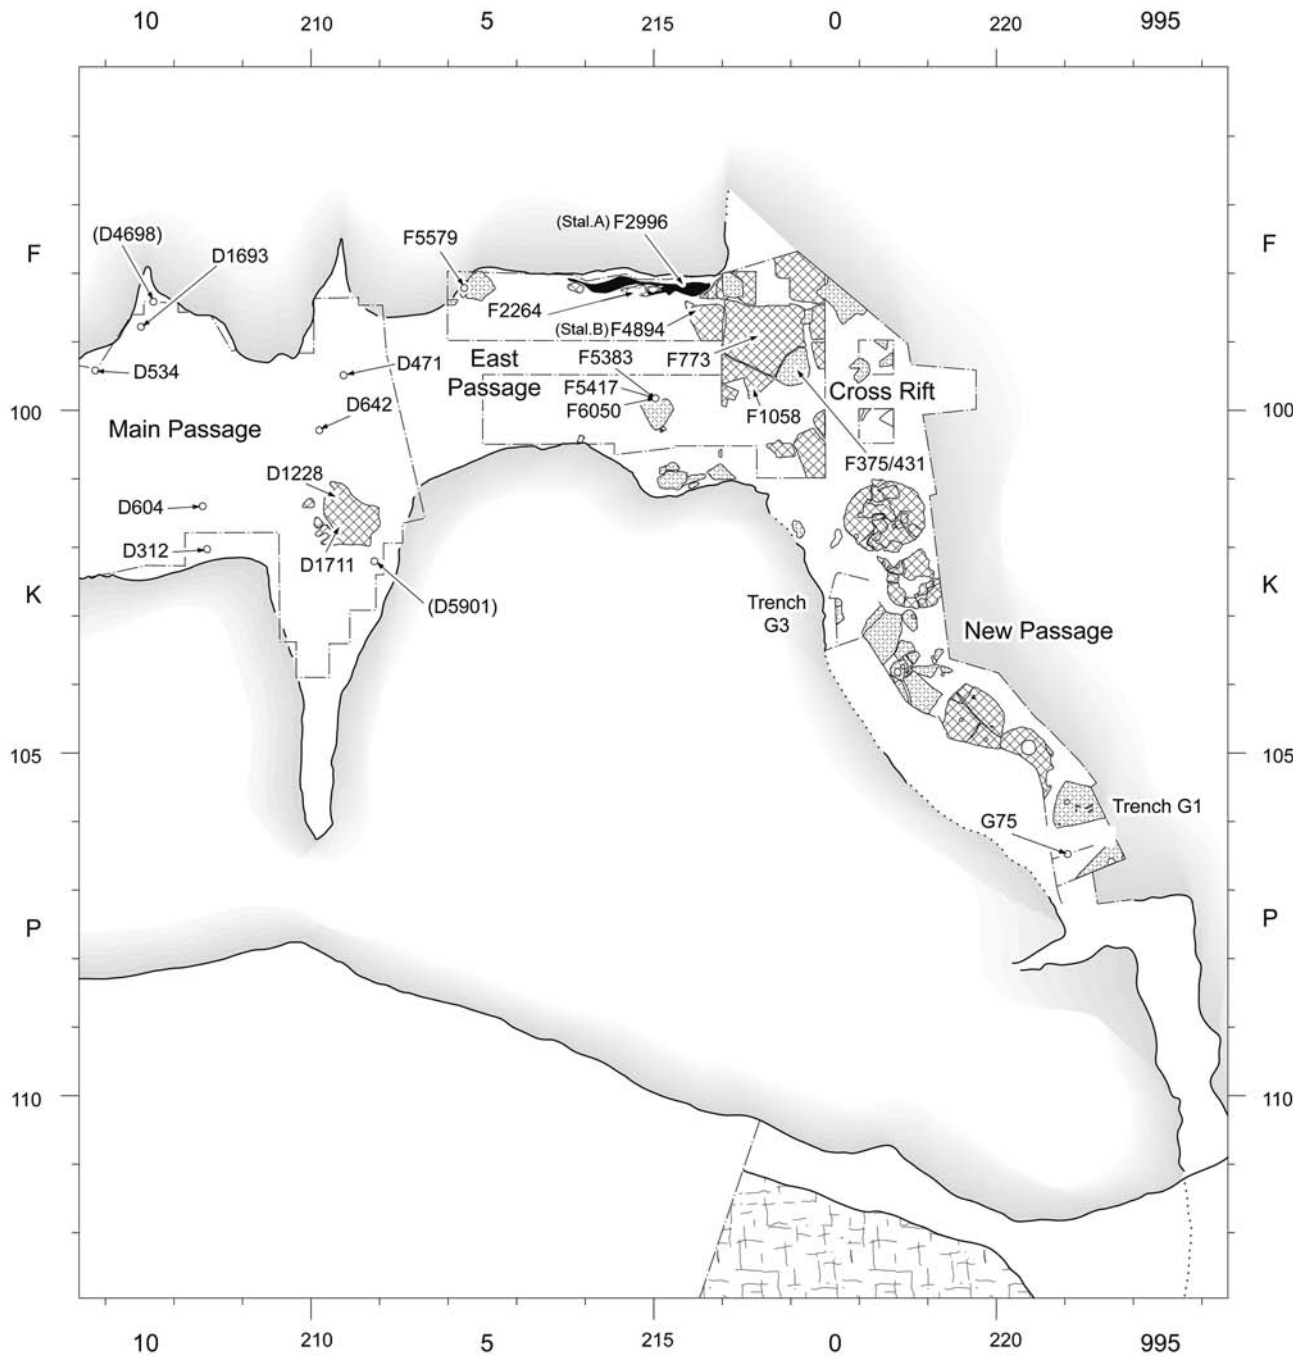 10 210 5 215 0 220 995
F F
(D4698)
D1693
F5579
(Stal.A) F2996
F2264
(Stal.B) F4894
D534
D471
East
Passage
F5383
F773
F5417
F6050
F1058
Cross Rift
100 100
D642
Main Passage
F375/431
D1228
D604
D312
D1711
(D5901)
K K
Trench
G3
New Passage
105 105
Trench G1
G75
P P
110 110
10 210 5 215 0 220 995